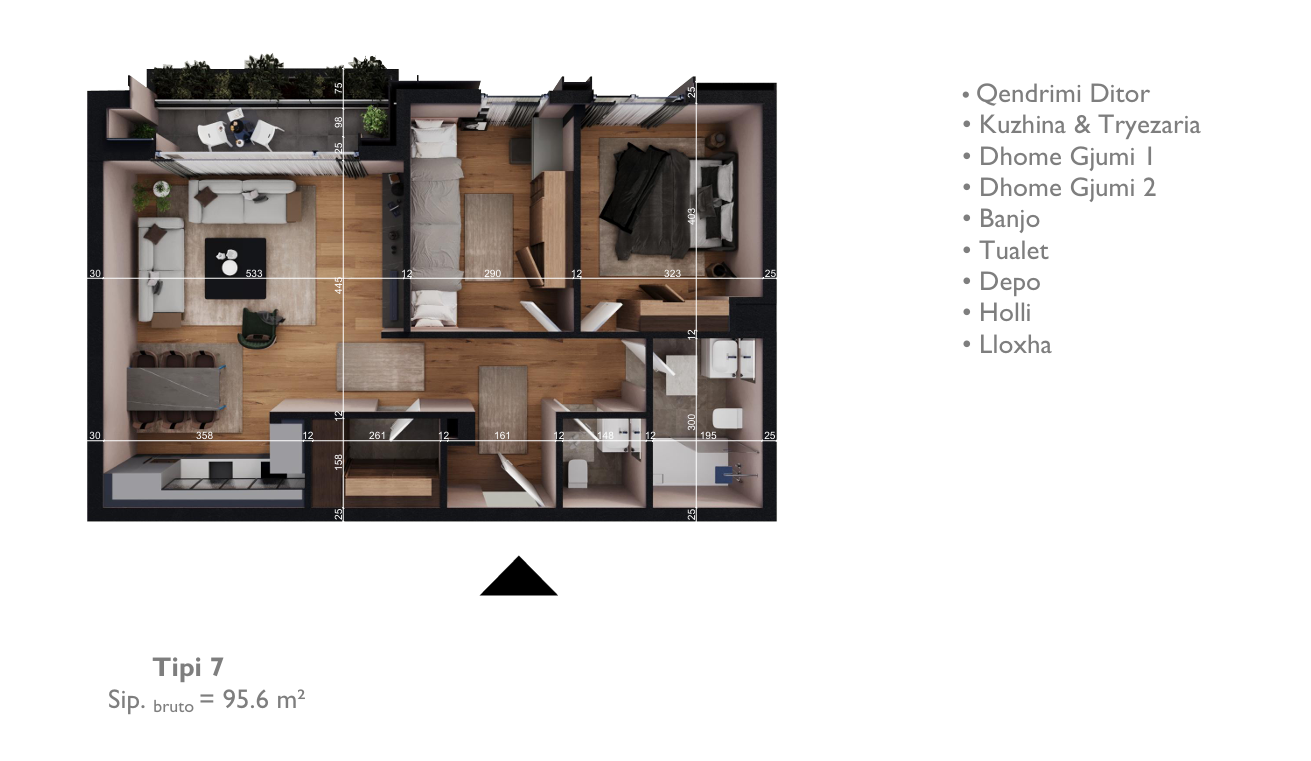 • Qendrimi Ditor
• Kuzhina & Tryezaria
• Dhome Gjumi 1
• Dhome Gjumi 2
• Banjo
• Tualet
• Depo
• Holli
• Lloxha
75
98
25
25
403
30
533
12
290
12
323
25
445
12
12
300
30
358
12
261
12
161
12
148
12
195
25
158
25
25
Tipi 7
Sip. bruto = 95.6 m²